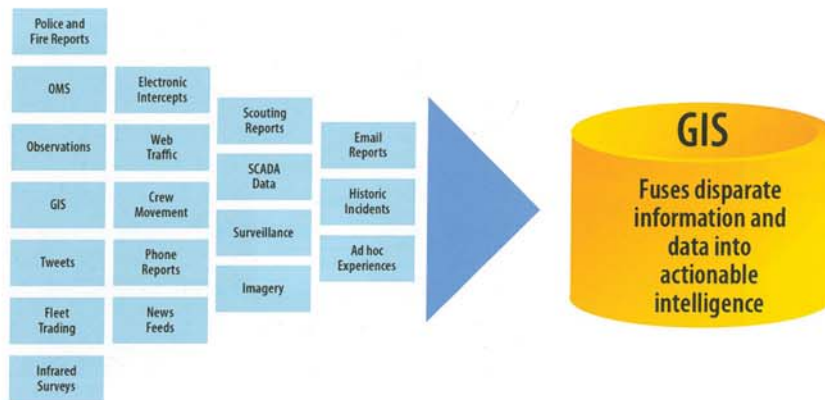 Police and
Fire Reports
OMS
Observations
GIS
Tweets
Fleet
Trading
Infrared
Surveys
Electronic
Intercepts
Web
Traffic
Crew
Movement
Phone
Reports
News
Feeds
Scouting
Reports
SCADA
Data
Surveillance
Imagery
Email
Reports
Historic
Incidents
Ad hoc
Experiences
GIS
Fuses disparate
information and
data into
actionable
intelligence